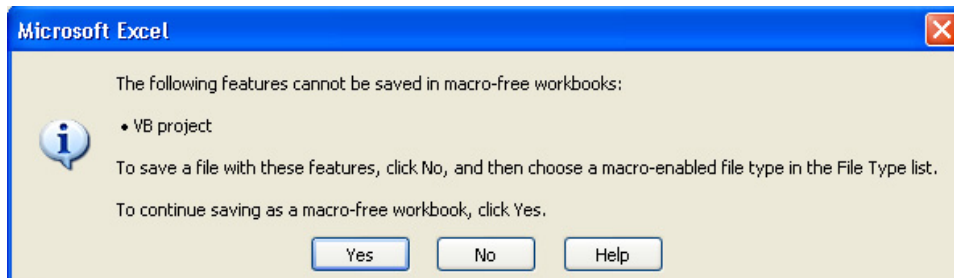 Microsoft Excel
The following features cannot be saved in macro-free workbooks:
• VB project
To save a file with these features, click No, and then choose a macro-enabled file type in the File Type list.
To continue saving as a macro-free workbook, click Yes.
Yes No Help